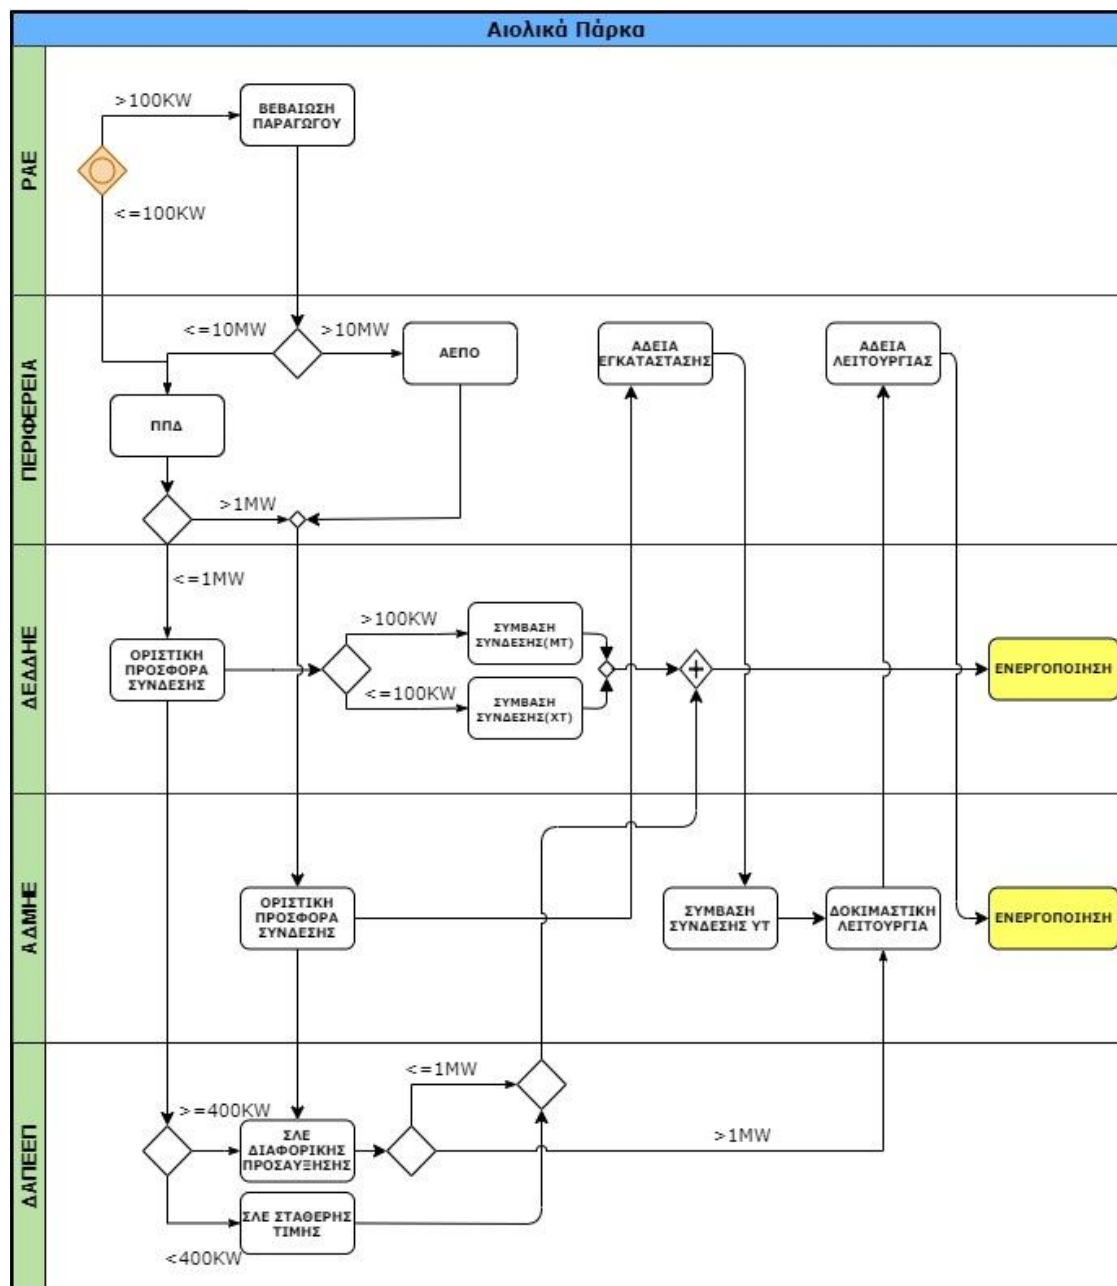 Αιολικά Πάρκα
ΡΑΕ
>100KW
ΒΕΒΑΙΩΣΗ
ΠΑΡΑΓΩΓΟΥ
<=100KW
ΠΕΡΙΦΕΡΕΙΑ
<=10MW
>10MW
ΑΕΠΟ
ΑΔΕΙΑ
ΕΓΚΑΤΑΣΤΑΣΗΣ
ΑΔΕΙΑ
ΛΕΙΤΟΥΡΓΙΑΣ
ΠΠΔ
>1MW
ΔΕΔΔΗΕ
<=1MW
ΟΡΙΣΤΙΚΗ
ΠΡΟΣΦΟΡΑ
ΣΥΝΔΕΣΗΣ
>100KW
<=100KW
ΣΥΜΒΑΣΗ
ΣΥΝΔΕΣΗΣ(ΜΤ)
ΣΥΜΒΑΣΗ
ΣΥΝΔΕΣΗΣ(ΧΤ)
ΕΝΕΡΓΟΠΟΙΗΣΗ
ΑΔΜΗΕ
ΟΡΙΣΤΙΚΗ
ΠΡΟΣΦΟΡΑ
ΣΥΝΔΕΣΗΣ
ΣΥΜΒΑΣΗ
ΣΥΝΔΕΣΗΣ ΥΤ
ΔΟΚΙΜΑΣΤΙΚΗ
ΛΕΙΤΟΥΡΓΙΑ
ΕΝΕΡΓΟΠΟΙΗΣΗ
ΔΑΠΕΕΠ
>=400KW
ΣΛΕ
ΔΙΑΦΟΡΙΚΗΣ
ΠΡΟΣΑΥΞΗΣΗΣ
<=1MW
>1MW
ΣΛΕ ΣΤΑΘΕΡΗΣ
ΤΙΜΗΣ
<400KW